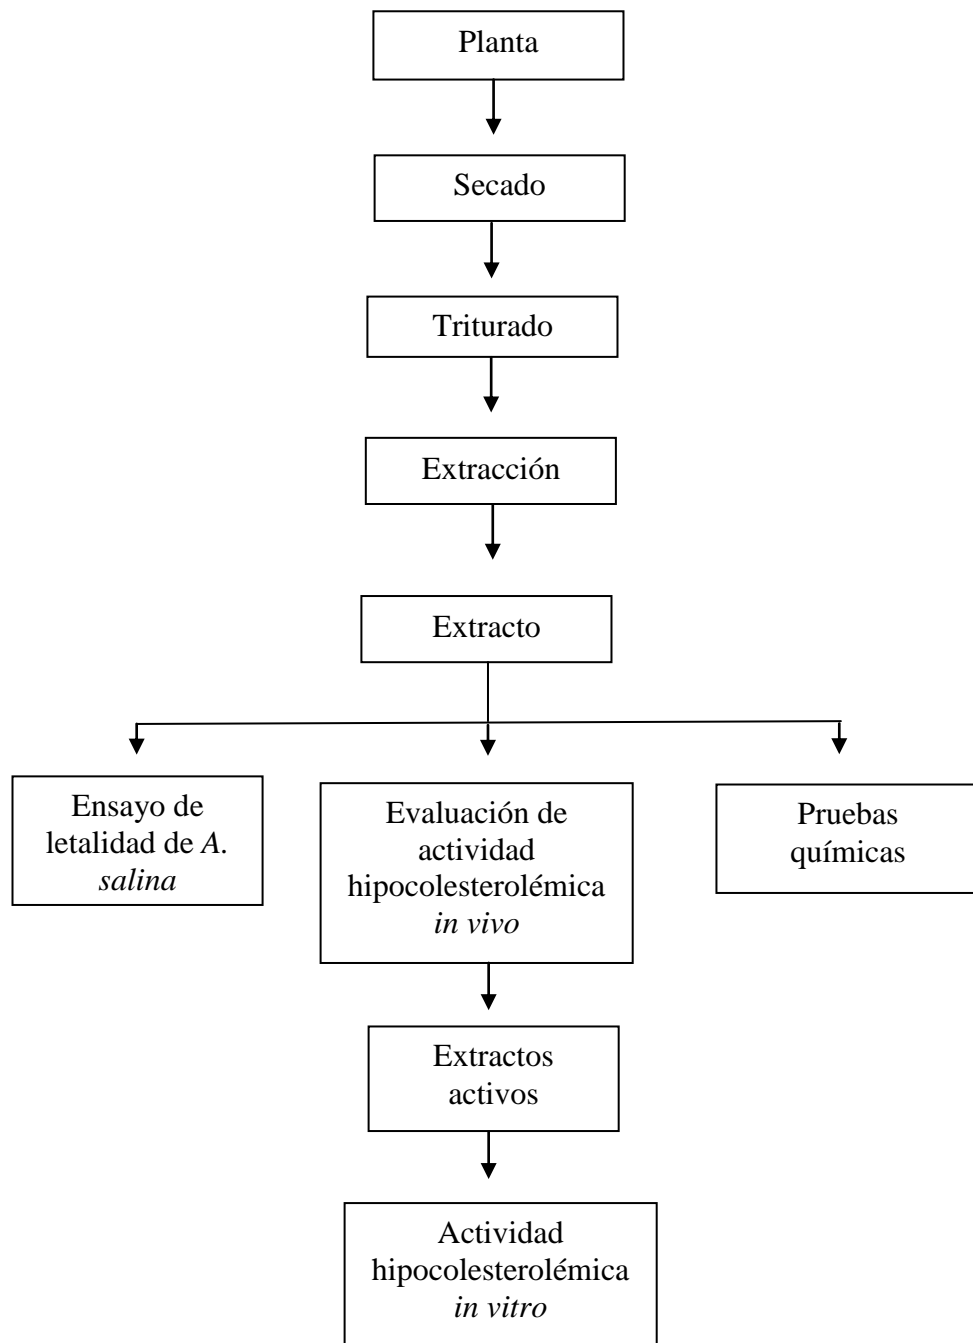 Planta
Secado
Triturado
Extracción
Extracto
Ensayo de
letalidad de A.
salina
Evaluación de
actividad
hipocolesterolémica
in vivo
Pruebas
químicas
Extractos
activos
Actividad
hipocolesterolémica
in vitro